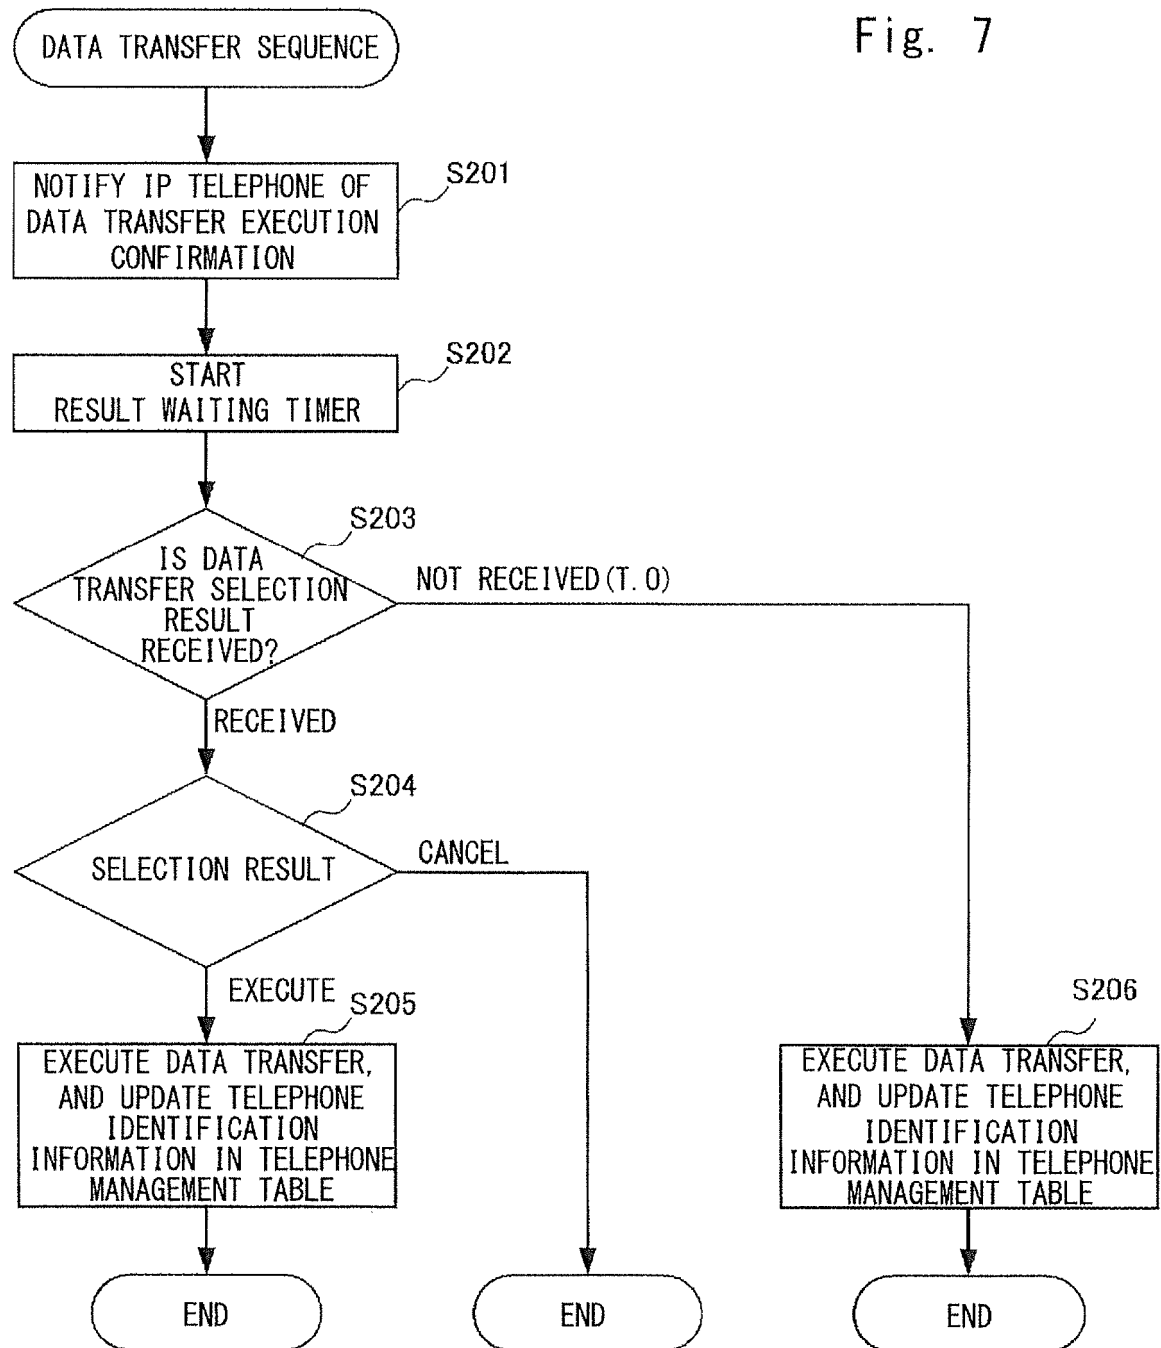 Fig. 7
DATA TRANSFER SEQUENCE
S201
NOTIFY IP TELEPHONE OF
DATA TRANSFER EXECUTION
CONFIRMATION
S202
START
RESULT WAITING TIMER
S203
IS DATA
TRANSFER SELECTION
RESULT
RECEIVED?
NOT RECEIVED(T.O)
RECEIVED
S204
SELECTION RESULT
CANCEL
EXECUTE
S205
EXECUTE DATA TRANSFER,
AND UPDATE TELEPHONE
IDENTIFICATION
INFORMATION IN TELEPHONE
MANAGEMENT TABLE
S206
EXECUTE DATA TRANSFER,
AND UPDATE TELEPHONE
IDENTIFICATION
INFORMATION IN TELEPHONE
MANAGEMENT TABLE
END
END
END